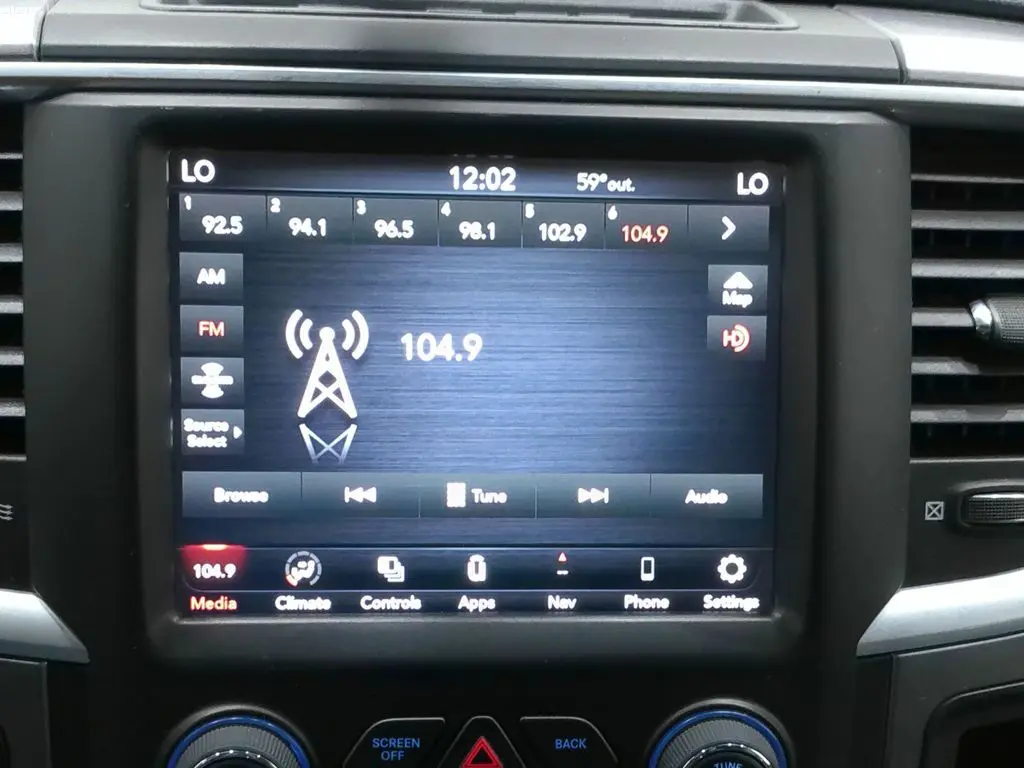 LO 12:02 59°out. LO
1 92.5 2 94.1 3 96.5 4 98.1 5 102.9 6 104.9
AM
Map
FM
104.9
HD
Source
Select
Browse Tune Audio
104.9
Media Climate Controls Apps Nav Phone Settings
SCREEN
OFF
BACK
TUNE